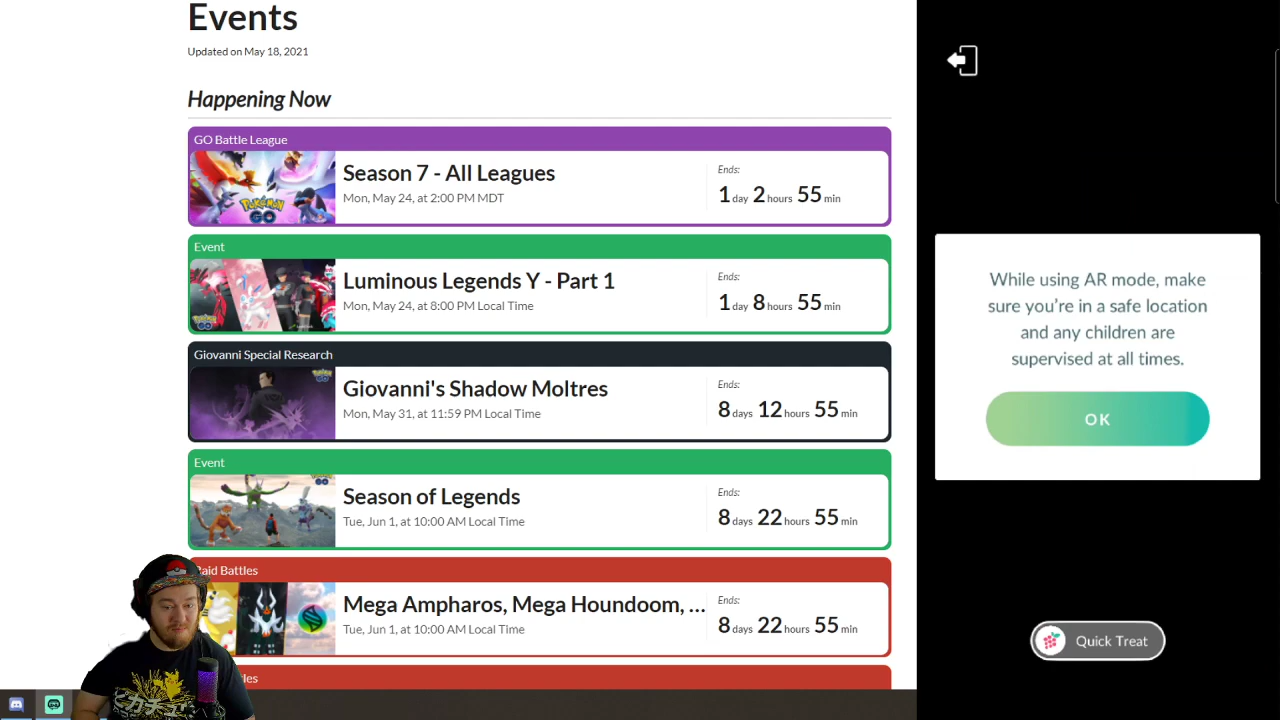 Events
Updated on May 18, 2021
Happening Now
GO Battle League
Season 7 - All Leagues
Mon, May 24, at 2:00 PM MDT
Ends:
1 day 2 hours 55 min
Event
Luminous Legends Y - Part 1
Mon, May 24, at 8:00 PM Local Time
Ends:
1 day 8 hours 55 min
Giovanni Special Research
Giovanni's Shadow Moltres
Mon, May 31, at 11:59 PM Local Time
Ends:
8 days 12 hours 55 min
Event
Season of Legends
Tue, Jun 1, at 10:00 AM Local Time
Ends:
8 days 22 hours 55 min
Raid Battles
Mega Ampharos, Mega Houndoom, ...
Tue, Jun 1, at 10:00 AM Local Time
Ends:
8 days 22 hours 55 min
While using AR mode, make
sure you're in a safe location
and any children are
supervised at all times.
OK
Quick Treat